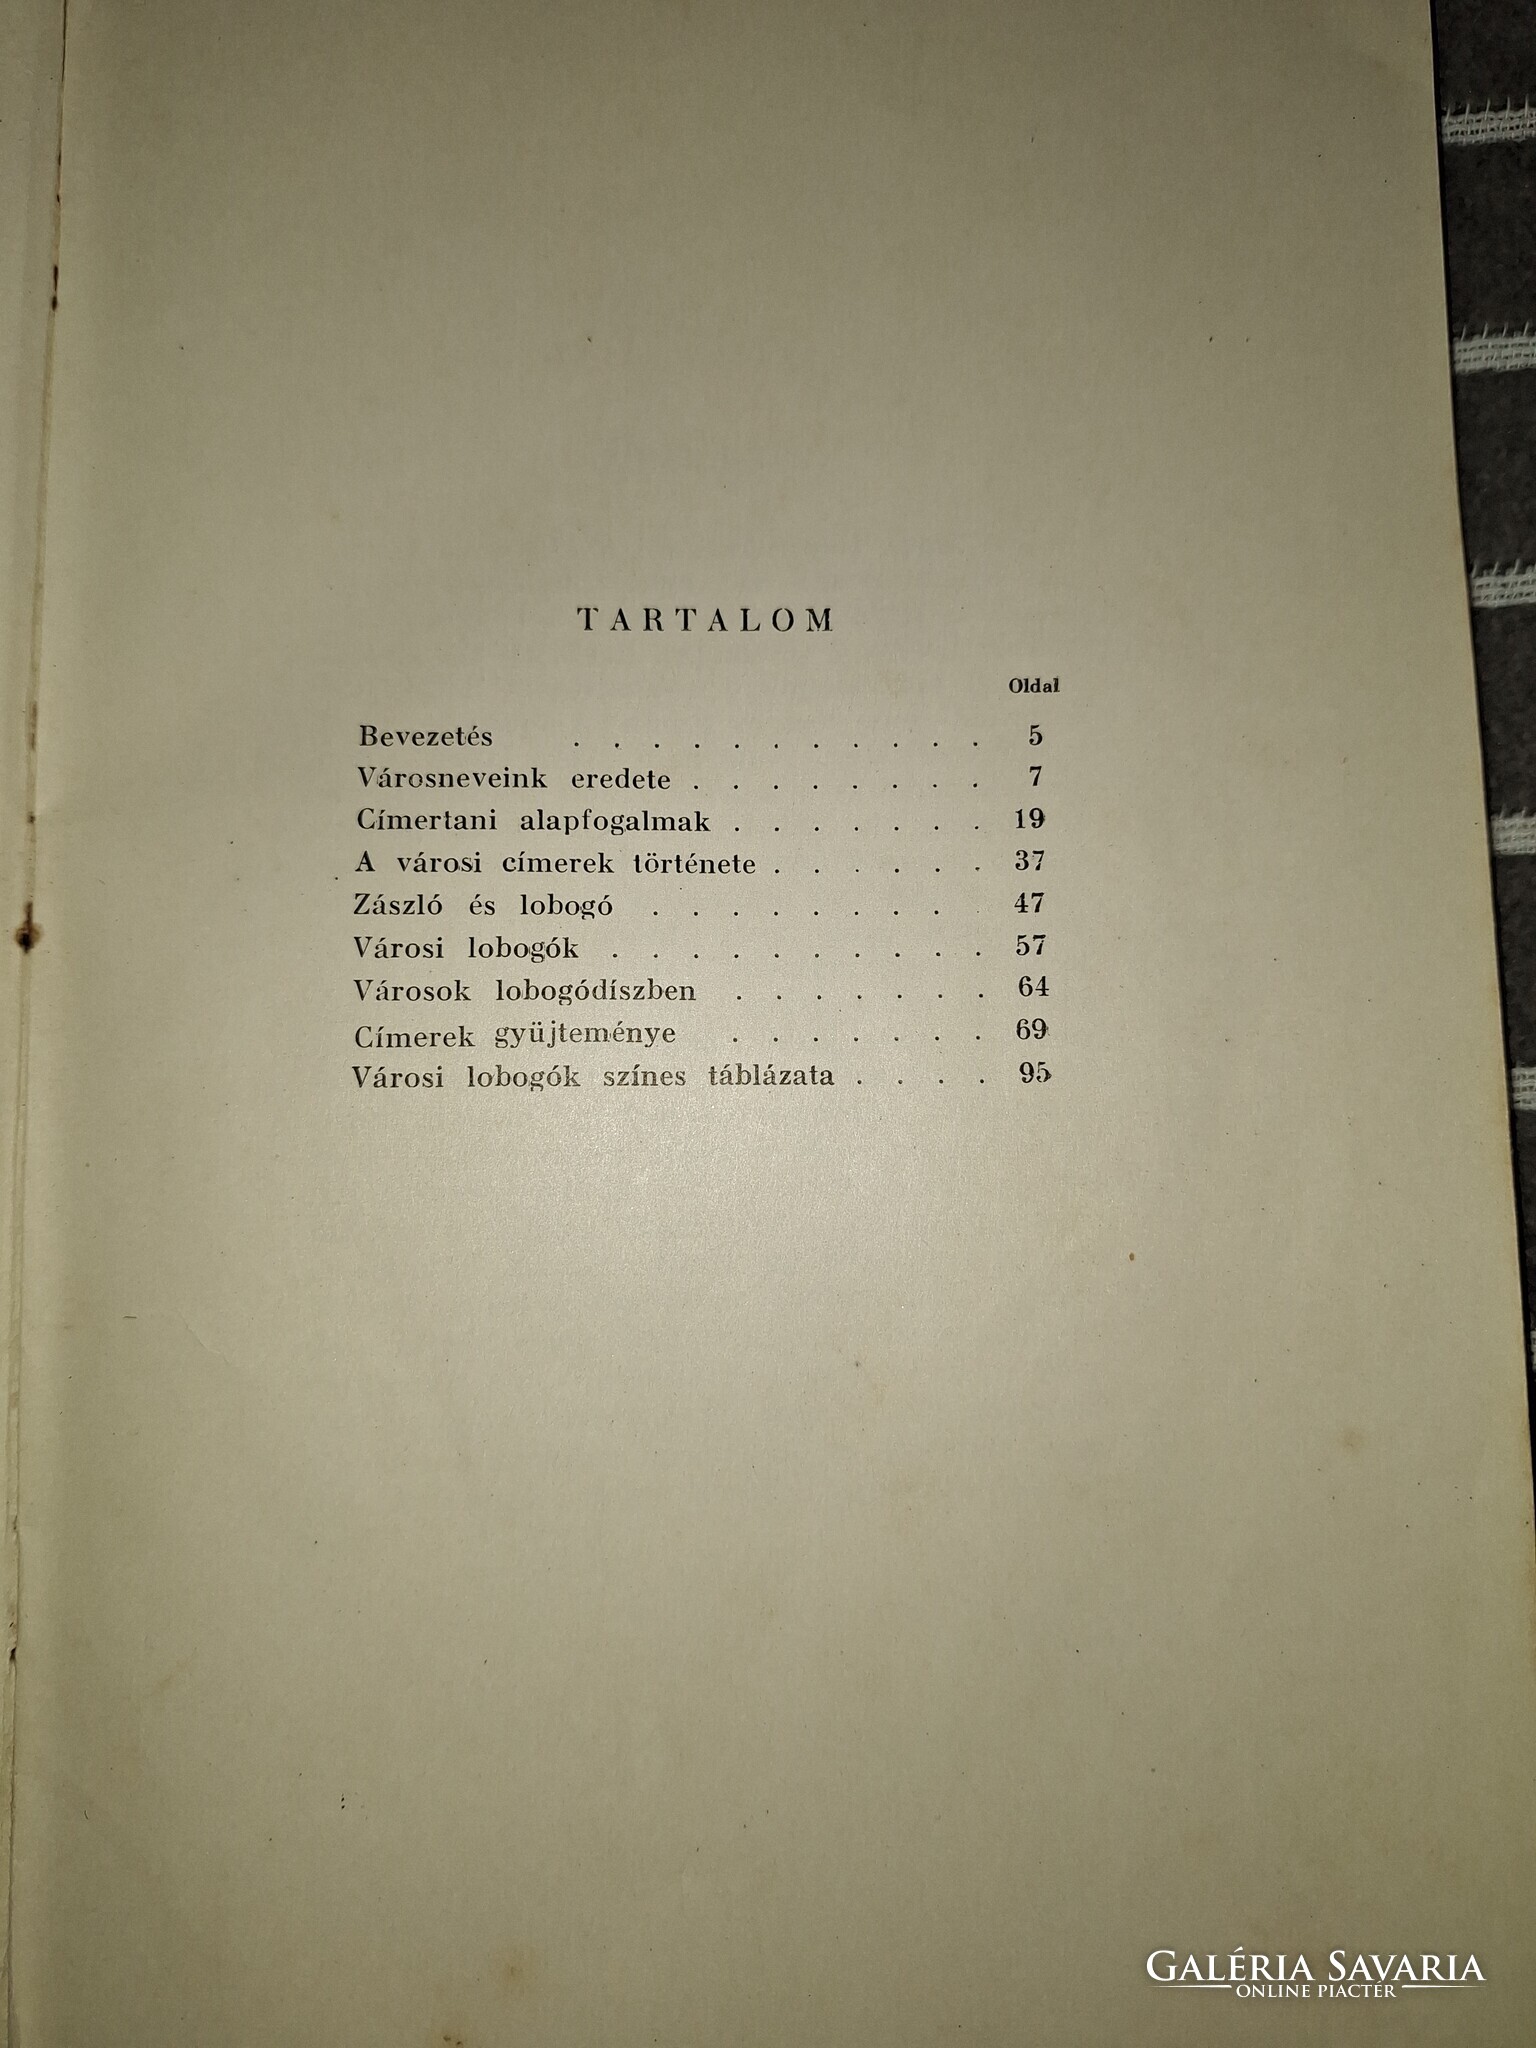 TARTALOM
Oldal
Bevezetés . . . . . . . . . . . 5
Városneveink eredete . . . . . . . . 7
Címertani alapfogalmak . . . . . . . 19
A városi címerek története . . . . . . 37
Zászló és lobogó . . . . . . . . 47
Városi lobogók . . . . . . . . . . 57
Városok lobogódíszben . . . . . . . 64
Címerek gyüjteménye . . . . . . . 69
Városi lobogók színes táblázata . . . . 95
GALÉRIA SAVARIA
ONLINE PIACTÉR